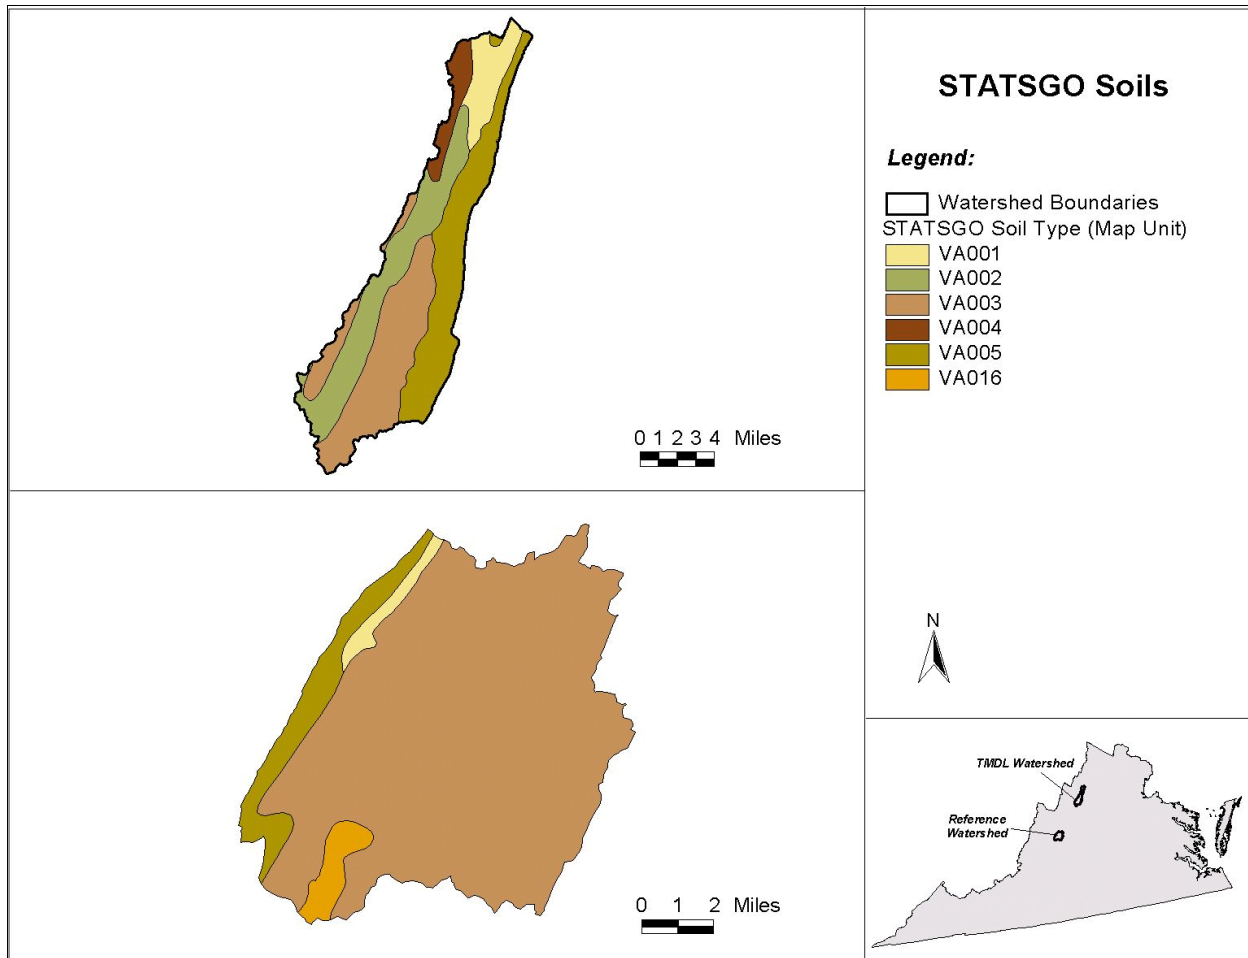 STATSGO Soils
Legend:
Watershed Boundaries
STATSGO Soil Type (Map Unit)
VA001
VA002
VA003
VA004
VA005
VA016
0 1 2 3 4 Miles
0 1 2 Miles
N
TMDL Watershed
Reference
Watershed